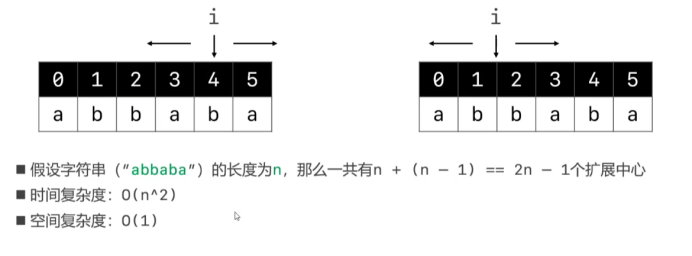 i i
0 1 2 3 4 5 0 1 2 3 4 5
a b b a b a a b b a b a
■ 假设字符串（"abbaba"）的长度为n，那么一共有n + (n − 1) == 2n − 1个扩展中心
■ 时间复杂度：O(n^2)
■ 空间复杂度：O(1)